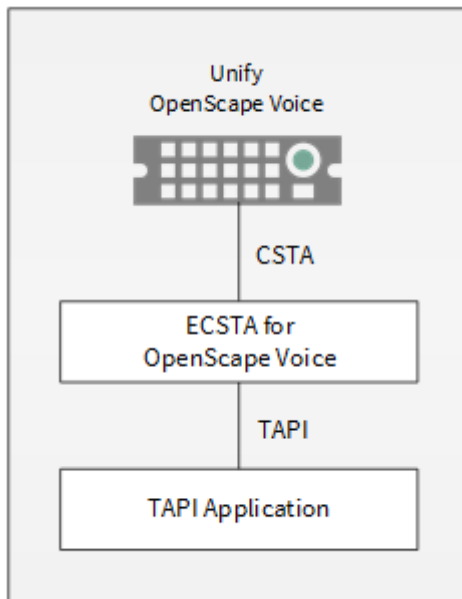 Unify
OpenScape Voice
CSTA
ECSTA for
OpenScape Voice
TAPI
TAPI Application